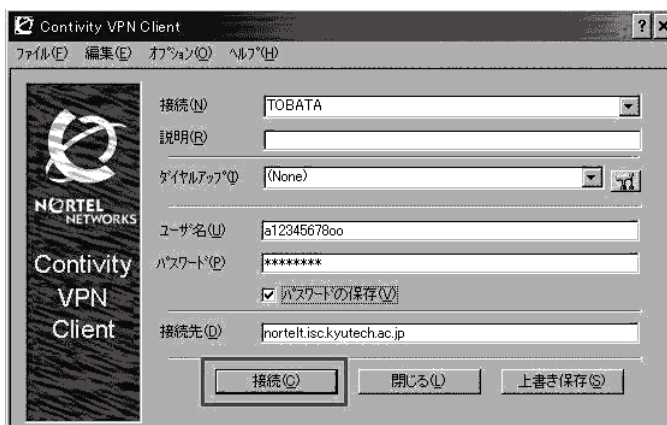 Contivity VPN Client
ファイル(F) 編集(E) オプション(O) ヘルプ(H)
接続(N) TOBATA
説明(R)
ダイヤルアップ(I) (None)
NORTEL
NETWORKS
ユーザ名(U) a12345678oo
パスワード(P) ********
パスワードの保存(V)
Contivity
VPN
Client
接続先(D) nortelt.isc.kyutech.ac.jp
接続(C) 閉じる(L) 上書き保存(S)